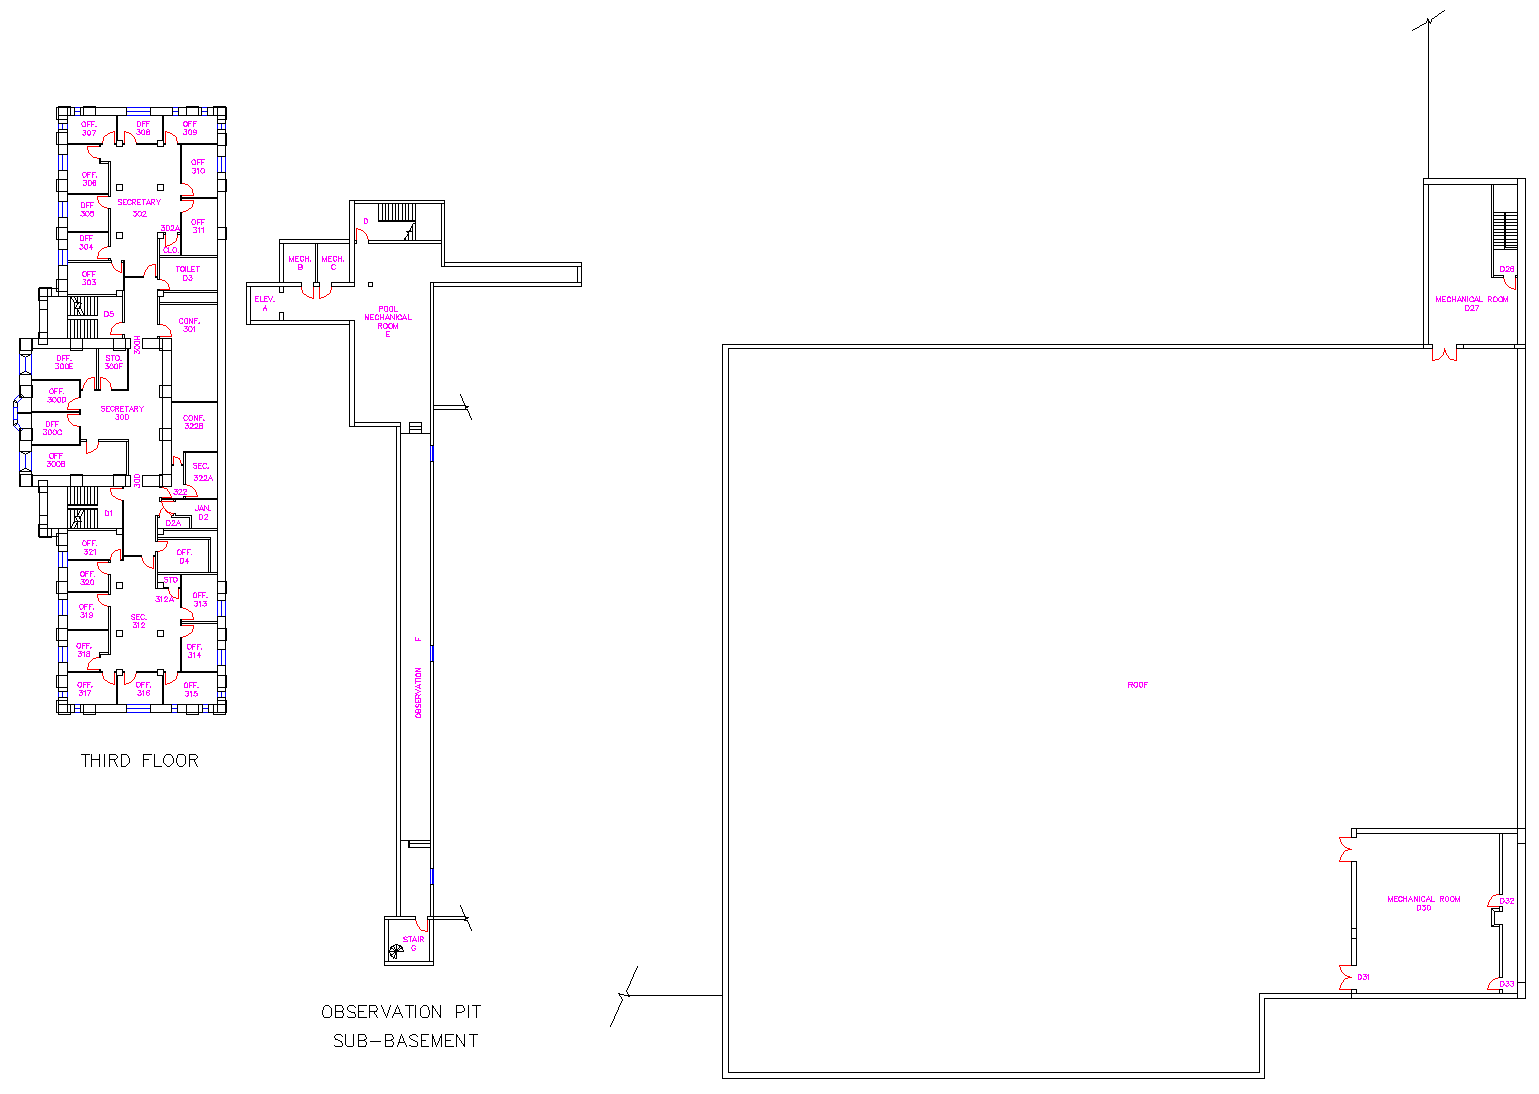 OFF.
307
OFF
308
OFF
309
OFF.
306
OFF
310
SECRETARY
302
OFF
305
OFF
311
302A
CLO.
OFF
304
OFF
303
TOILET
D3
D5
CONF.
301
300H
OFF.
300E
STO.
300F
OFF.
300D
SECRETARY
300
OFF
300C
CONF.
322B
OFF
300B
SEC.
322A
300
322
D1
JAN.
D2
D2A
OFF.
321
OFF.
D4
OFF.
320
STO
312A
OFF.
313
OFF.
319
SEC.
312
OFF.
318
OFF.
314
OFF.
317
OFF.
316
OFF.
315
THIRD FLOOR
D
MECH.
B
MECH.
C
ELEV.
A
POOL
MECHANICAL
ROOM
E
OBSERVATION F
STAIR
G
OBSERVATION PIT
SUB-BASEMENT
D26
MECHANICAL ROOM
D27
ROOF
MECHANICAL ROOM
D30
D32
D31
D33